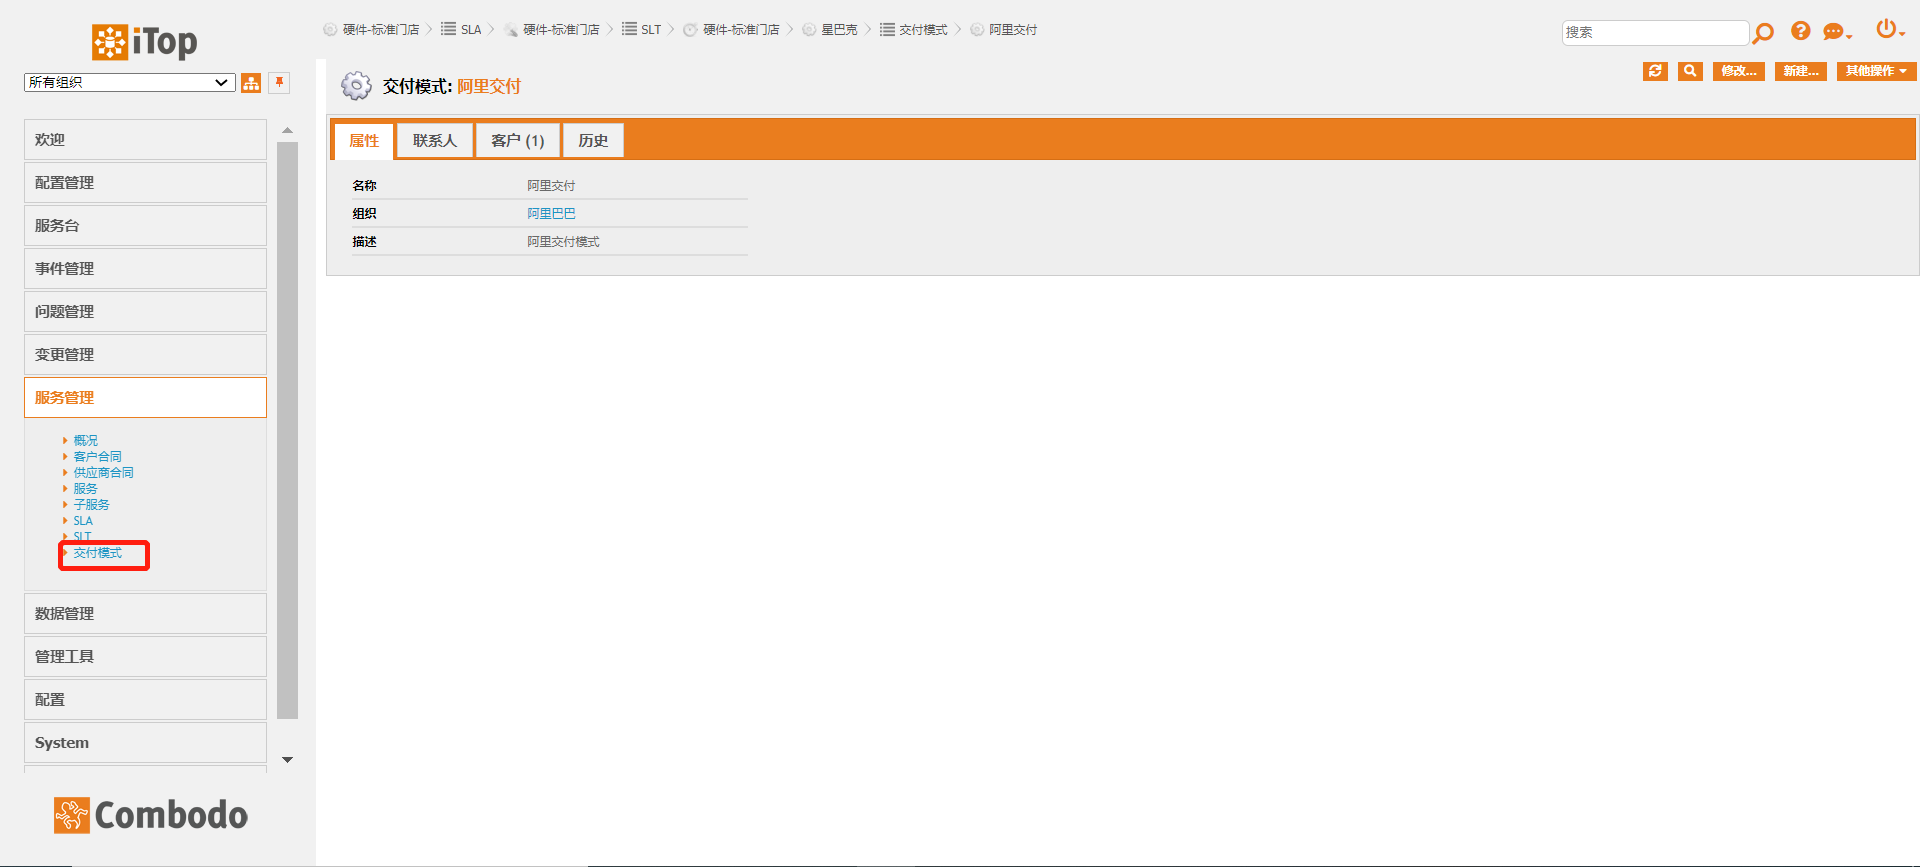 iTop
所有组织
欢迎
配置管理
服务台
事件管理
问题管理
变更管理
服务管理
概况
客户合同
供应商合同
服务
子服务
SLA
SLT
交付模式
数据管理
管理工具
配置
System
Combodo
硬件-标准门店 SLA 硬件-标准门店 SLT 硬件-标准门店 星巴克 交付模式 阿里交付
搜索
修改... 新建... 其他操作
交付模式: 阿里交付
属性 联系人 客户 (1) 历史
名称 阿里交付
组织 阿里巴巴
描述 阿里交付模式